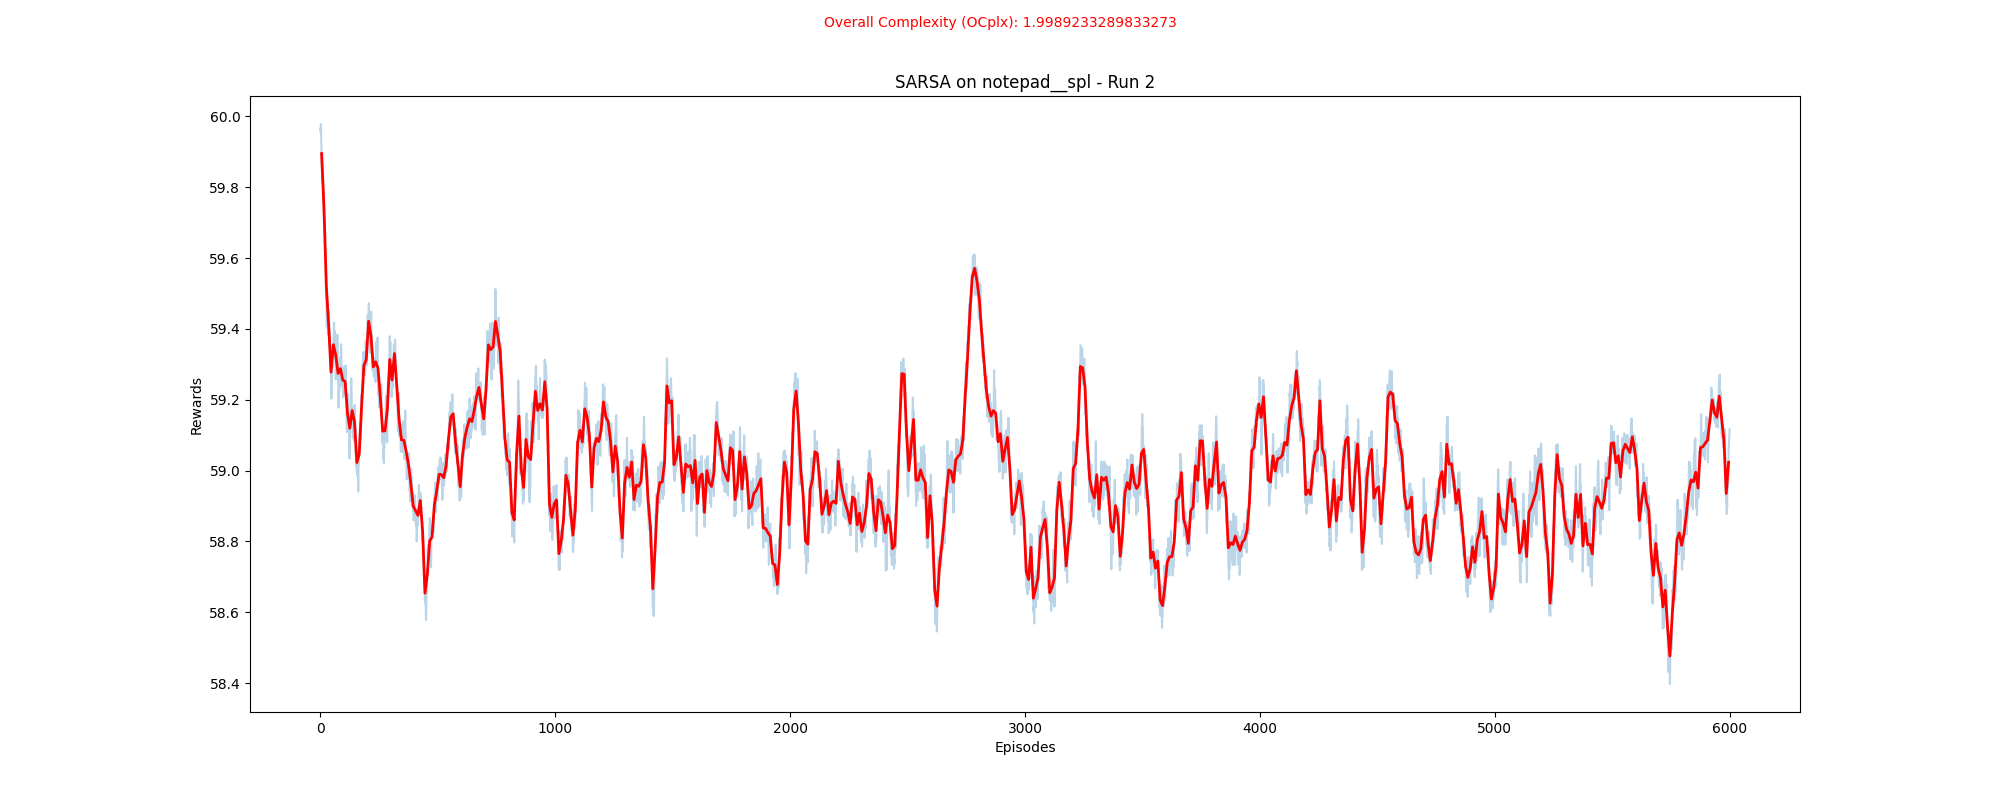 Overall Complexity (OCplx): 1.9989233289833273
SARSA on notepad__spl - Run 2
60.0
59.8
59.6
59.4
59.2
59.0
58.8
58.6
58.4
Rewards
0 1000 2000 3000 4000 5000 6000
Episodes